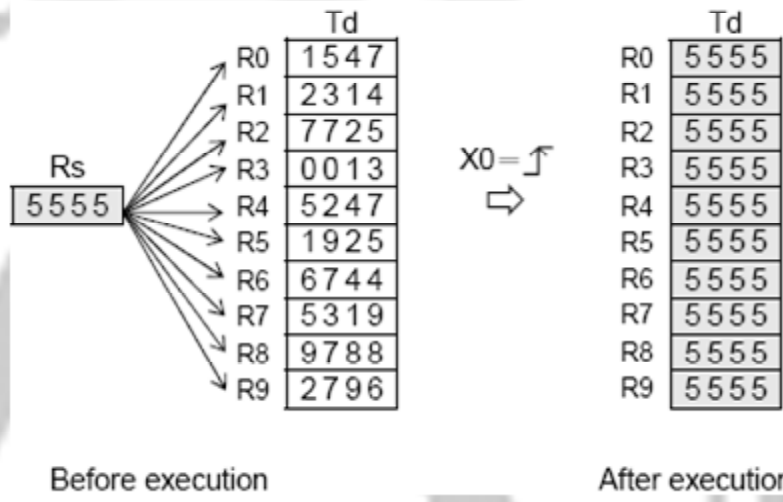 Td
R0 1547
R1 2314
R2 7725
R3 0013
R4 5247
R5 1925
R6 6744
R7 5319
R8 9788
R9 2796
Rs
5555
X0=
Td
R0 5555
R1 5555
R2 5555
R3 5555
R4 5555
R5 5555
R6 5555
R7 5555
R8 5555
R9 5555
Before execution
After execution